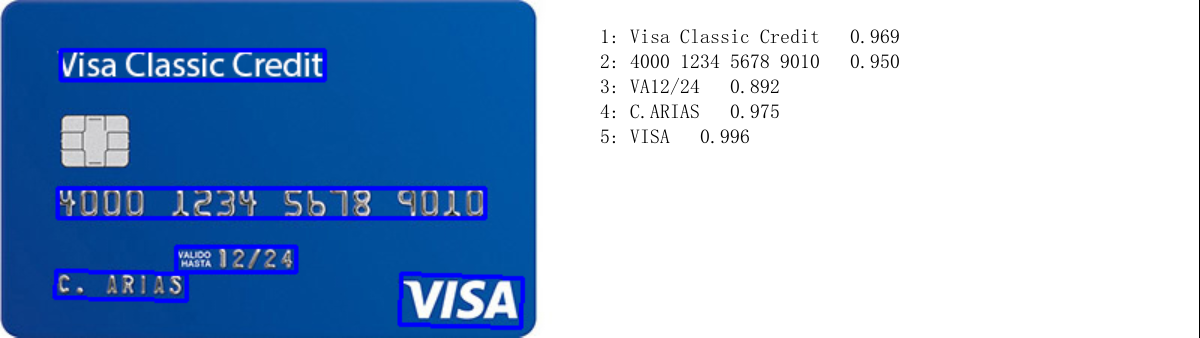 Visa Classic Credit
4000 1234 5678 9010
VALIDO HASTA 12/24
C. ARIAS
VISA
1: Visa Classic Credit 0.969
2: 4000 1234 5678 9010 0.950
3: VA12/24 0.892
4: C.ARIAS 0.975
5: VISA 0.996